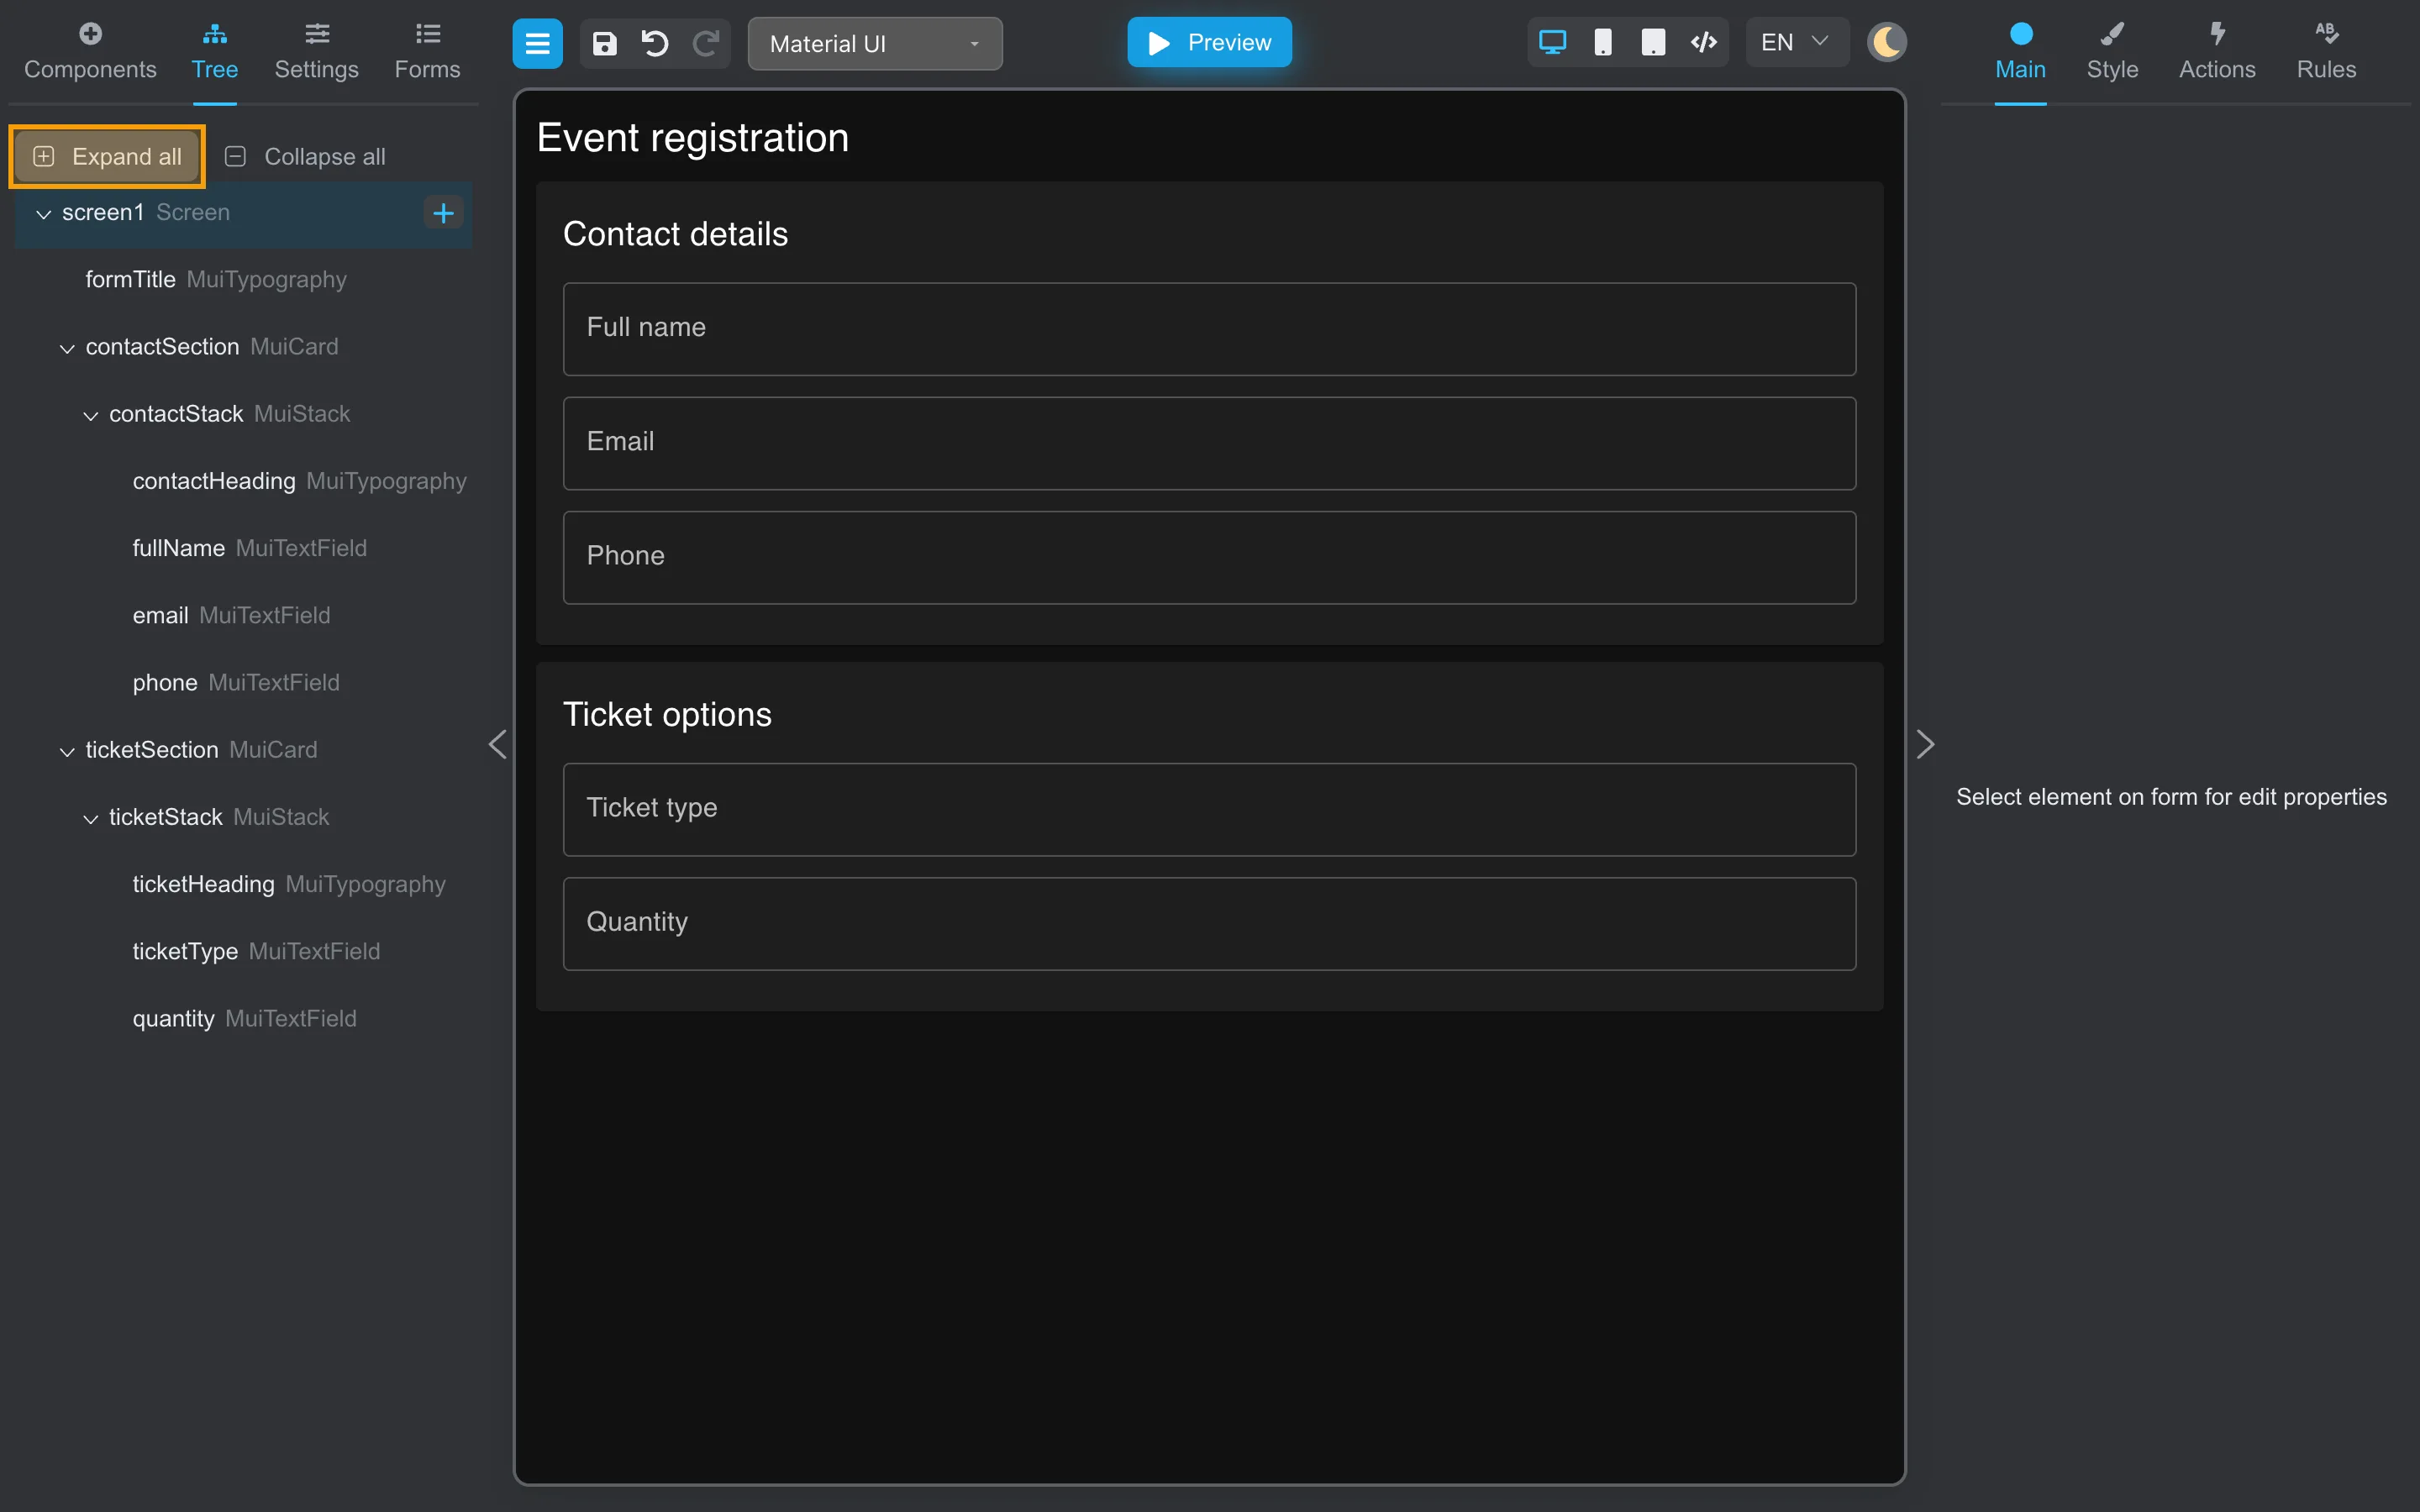 Components Tree Settings Forms
Material UI
Preview
EN
Main Style Actions Rules
Expand all Collapse all
screen1 Screen
formTitle MuiTypography
contactSection MuiCard
contactStack MuiStack
contactHeading MuiTypography
fullName MuiTextField
email MuiTextField
phone MuiTextField
ticketSection MuiCard
ticketStack MuiStack
ticketHeading MuiTypography
ticketType MuiTextField
quantity MuiTextField
Event registration
Contact details
Full name
Email
Phone
Ticket options
Ticket type
Quantity
Select element on form for edit properties